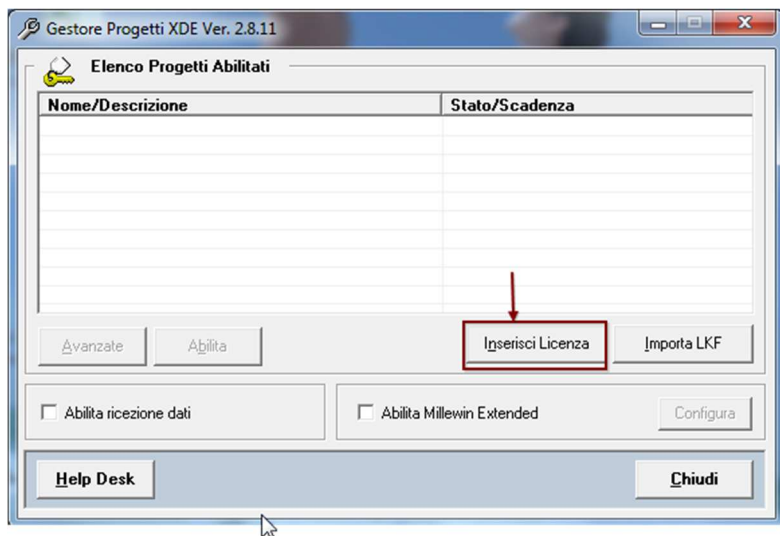 Gestore Progetti XDE Ver. 2.8.11
Elenco Progetti Abilitati
Nome/Descrizione Stato/Scadenza
Avanzate Abilita Inserisci Licenza Importa LKF
Abilita ricezione dati Abilita Millewin Extended Configura
Help Desk Chiudi